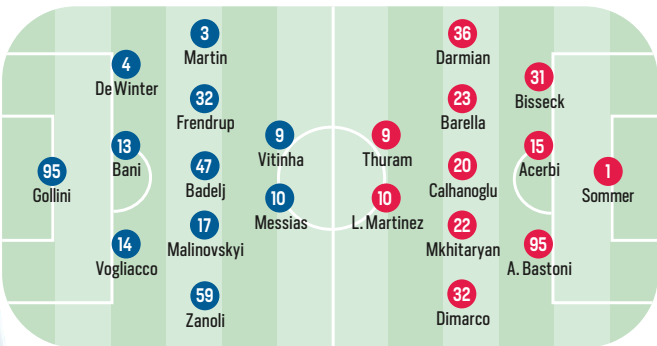 95
Gollini
4
De Winter
13
Bani
14
Vogliacco
3
Martin
32
Frendrup
47
Badelj
17
Malinovskyi
59
Zanoli
9
Vitinha
10
Messias
9
Thuram
10
L. Martinez
36
Darmian
23
Barella
20
Calhanoglu
22
Mkhitaryan
32
Dimarco
31
Bisseck
15
Acerbi
95
A. Bastoni
1
Sommer